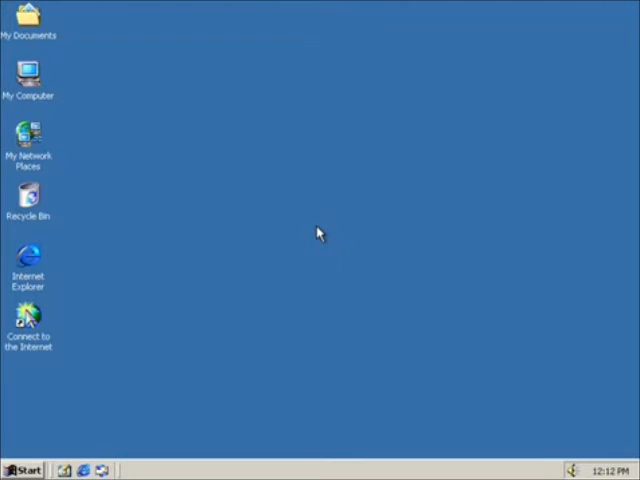 My Documents
My Computer
My Network
Places
Recycle Bin
Internet
Explorer
Connect to
the Internet
Start
12:12 PM